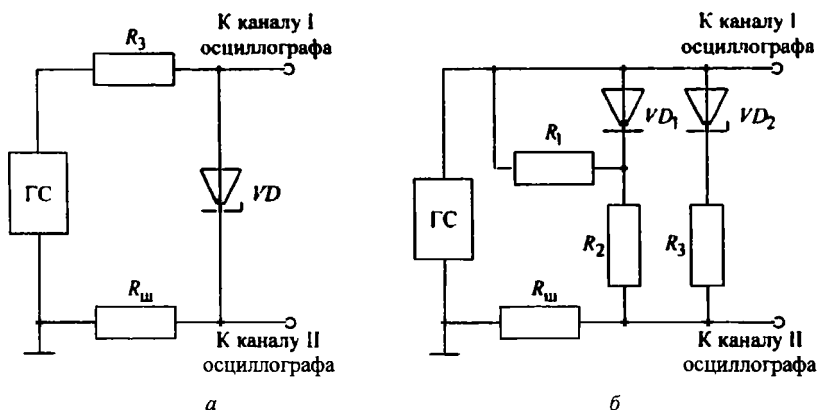 К каналу I
осциллографа
R₃
ГС
VD
Rш
К каналу II
осциллографа
а
К каналу I
осциллографа
VD₁
VD₂
R₁
ГС
R₂
R₃
Rш
К каналу II
осциллографа
б